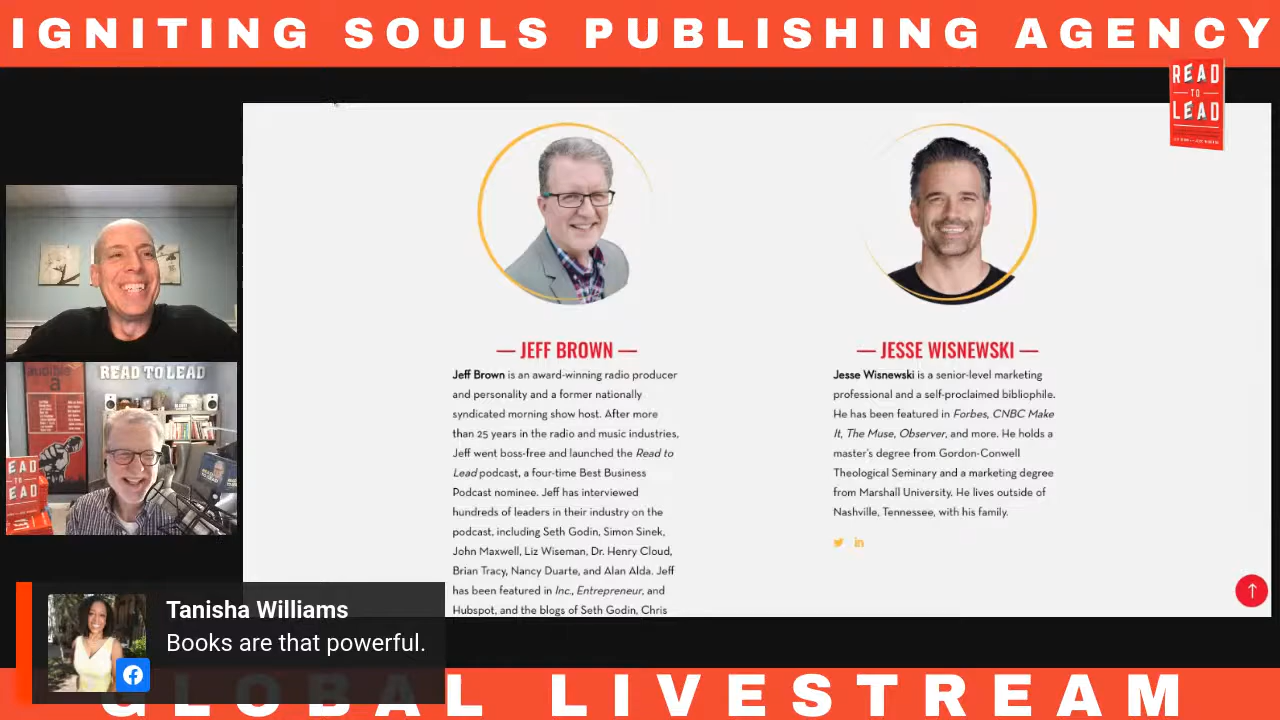 IGNITING SOULS PUBLISHING AGENCY
READ
TO
LEAD
audible
a
READ TO LEAD
READ
TO
LEAD
— JEFF BROWN —
Jeff Brown is an award-winning radio producer
and personality and a former nationally
syndicated morning show host. After more
than 25 years in the radio and music industries,
Jeff went boss-free and launched the Read to
Lead podcast, a four-time Best Business
Podcast nominee. Jeff has interviewed
hundreds of leaders in their industry on the
podcast, including Seth Godin, Simon Sinek,
John Maxwell, Liz Wiseman, Dr. Henry Cloud,
Brian Tracy, Nancy Duarte, and Alan Alda. Jeff
has been featured in Inc., Entrepreneur, and
Hubspot, and the blogs of Seth Godin, Chris
— JESSE WISNEWSKI —
Jesse Wisnewski is a senior-level marketing
professional and a self-proclaimed bibliophile.
He has been featured in Forbes, CNBC Make
It, The Muse, Observer, and more. He holds a
master's degree from Gordon-Conwell
Theological Seminary and a marketing degree
from Marshall University. He lives outside of
Nashville, Tennessee, with his family.
Tanisha Williams
Books are that powerful.
GLOBAL LIVESTREAM